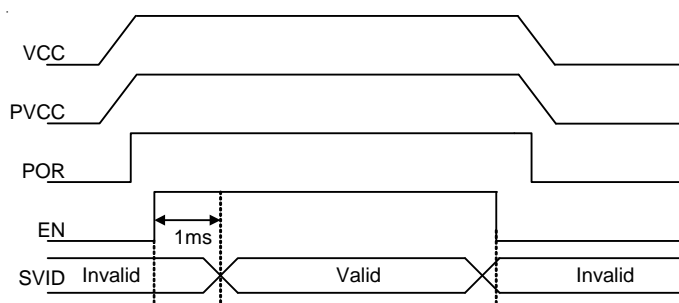 VCC
PVCC
POR
EN
1ms
SVID Invalid Valid Invalid